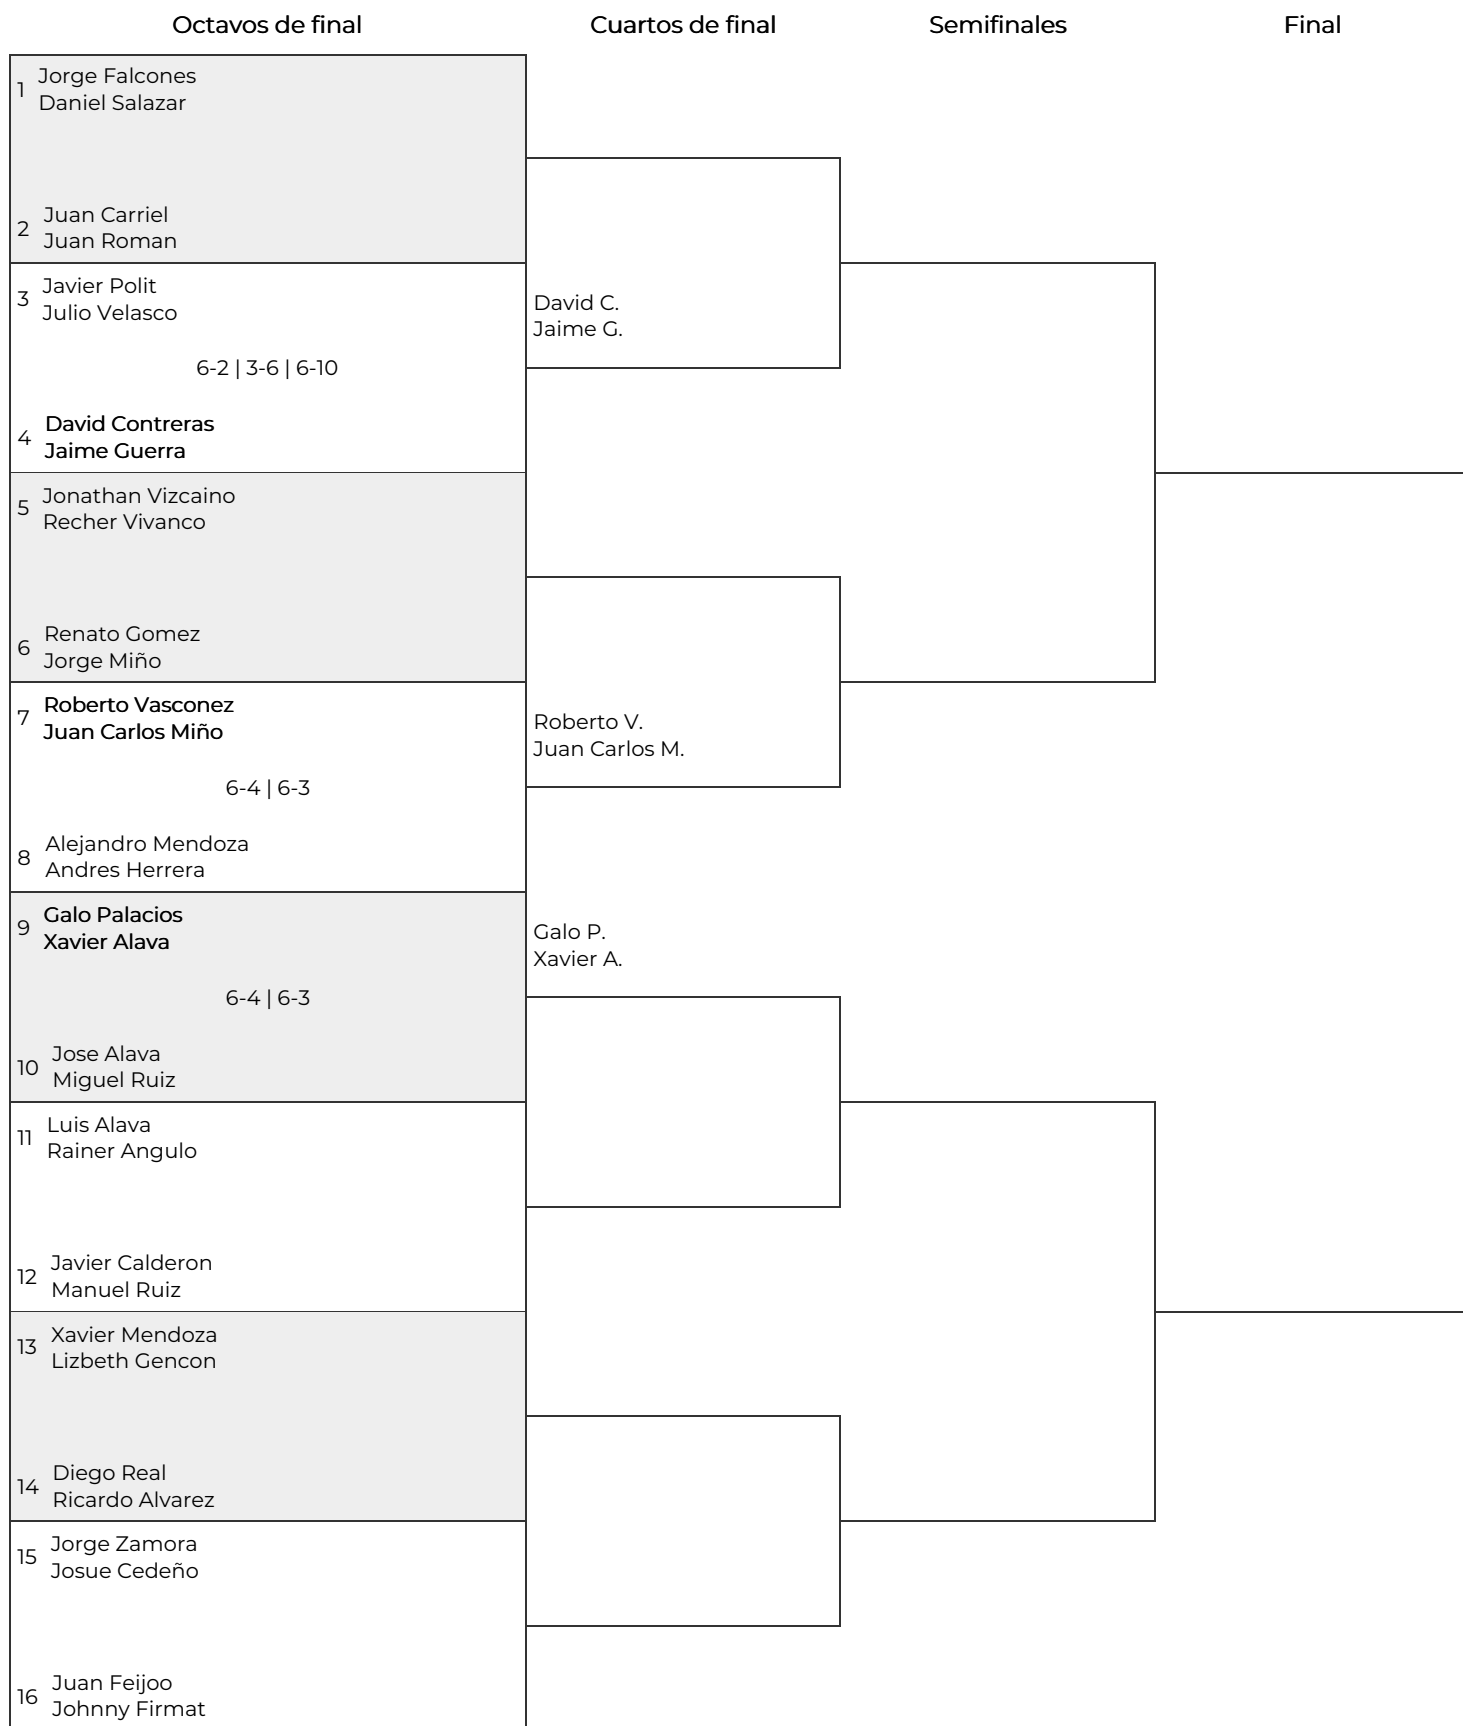 Octavos de final
Cuartos de final
Semifinales
Final
1
Jorge Falcones
Daniel Salazar
2
Juan Carriel
Juan Roman
3
Javier Polit
Julio Velasco
6-2 | 3-6 | 6-10
4
David Contreras
Jaime Guerra
5
Jonathan Vizcaino
Recher Vivanco
6
Renato Gomez
Jorge Miño
7
Roberto Vasconez
Juan Carlos Miño
6-4 | 6-3
8
Alejandro Mendoza
Andres Herrera
9
Galo Palacios
Xavier Alava
6-4 | 6-3
10
Jose Alava
Miguel Ruiz
11
Luis Alava
Rainer Angulo
12
Javier Calderon
Manuel Ruiz
13
Xavier Mendoza
Lizbeth Gencon
14
Diego Real
Ricardo Alvarez
15
Jorge Zamora
Josue Cedeño
16
Juan Feijoo
Johnny Firmat
David C.
Jaime G.
Roberto V.
Juan Carlos M.
Galo P.
Xavier A.